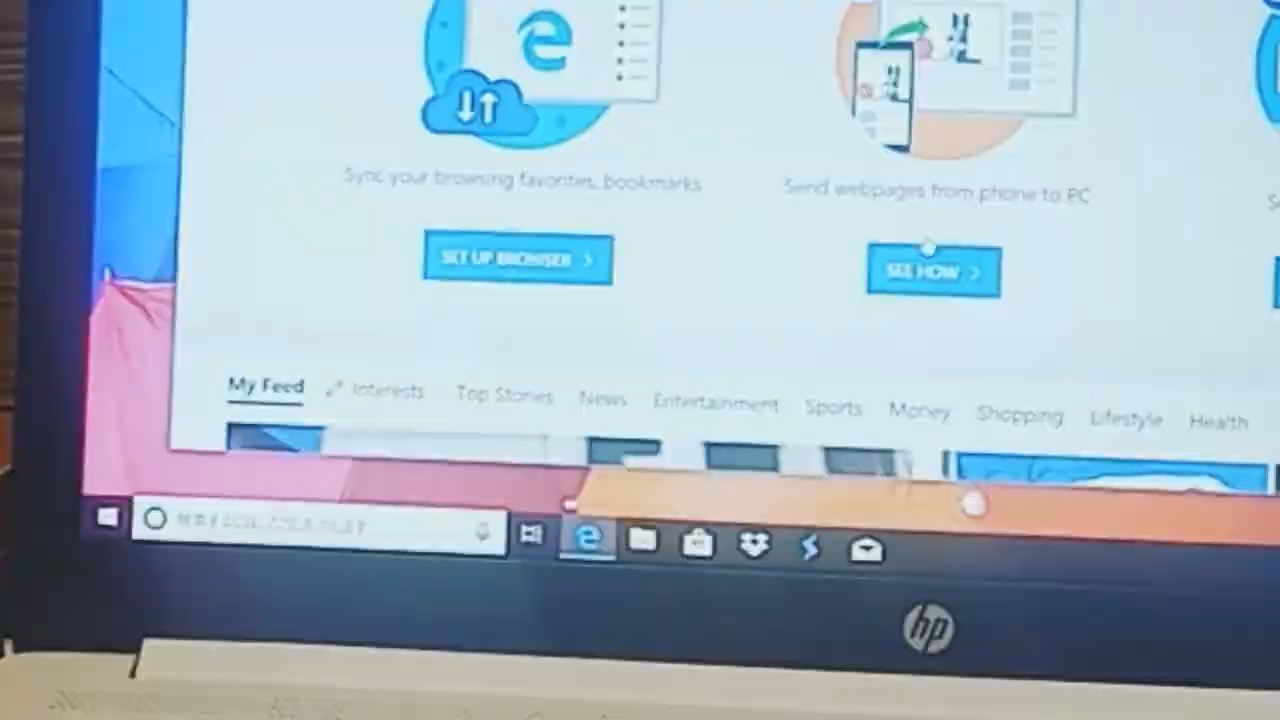 Sync your browsing favorites, bookmarks
Send webpages from phone to PC
SET UP BROWSER
SEE HOW
My Feed
Interests
Top Stories
News
Entertainment
Sports
Money
Shopping
Lifestyle
Health
hp